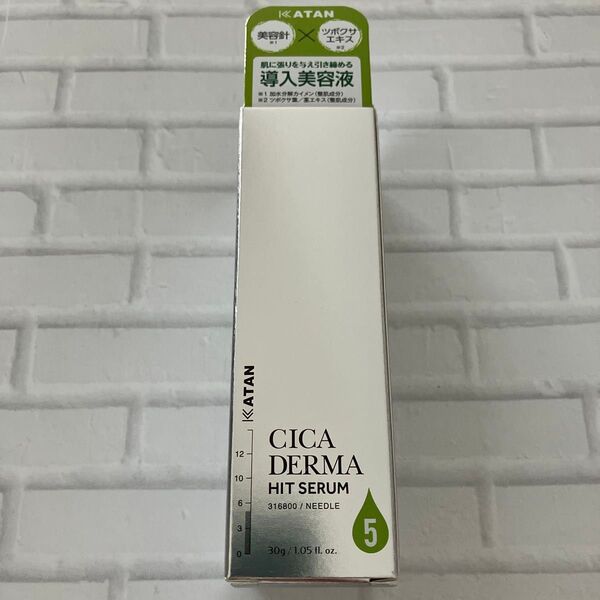 KATAN
美容針
※1
×
ツボクサ
エキス
※2
肌に張りを与え引き締める
導入美容液
※1 加水分解カイメン(整肌成分)
※2 ツボクサ葉/茎エキス(整肌成分)
KATAN
12
10
6
3
0
CICA
DERMA
HIT SERUM
316800 / NEEDLE
5
30g / 1.05 fl. oz.